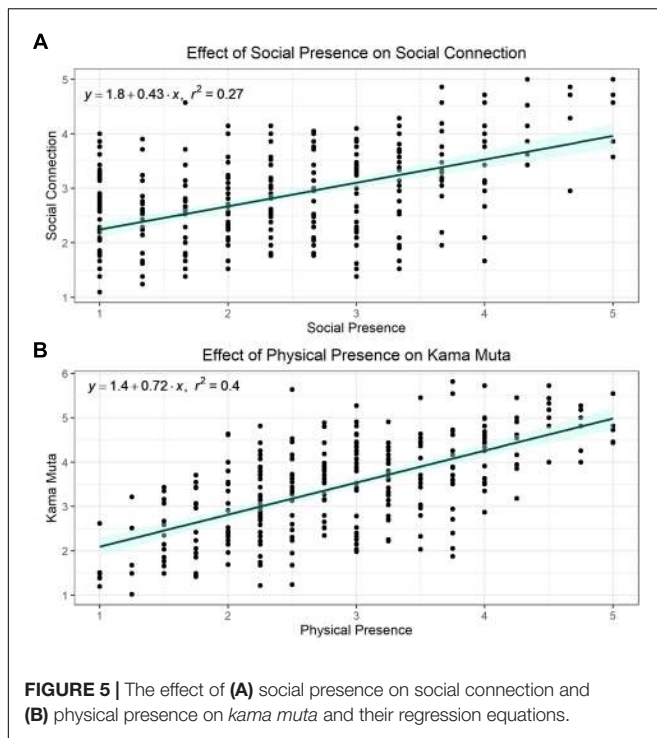 A
Effect of Social Presence on Social Connection
y = 1.8 + 0.43 · x, r² = 0.27
5
4
3
2
1
Social Connection
1 2 3 4 5
Social Presence
B
Effect of Physical Presence on Kama Muta
y = 1.4 + 0.72 · x, r² = 0.4
6
5
4
3
2
1
Kama Muta
1 2 3 4 5
Physical Presence
FIGURE 5 | The effect of (A) social presence on social connection and
(B) physical presence on kama muta and their regression equations.